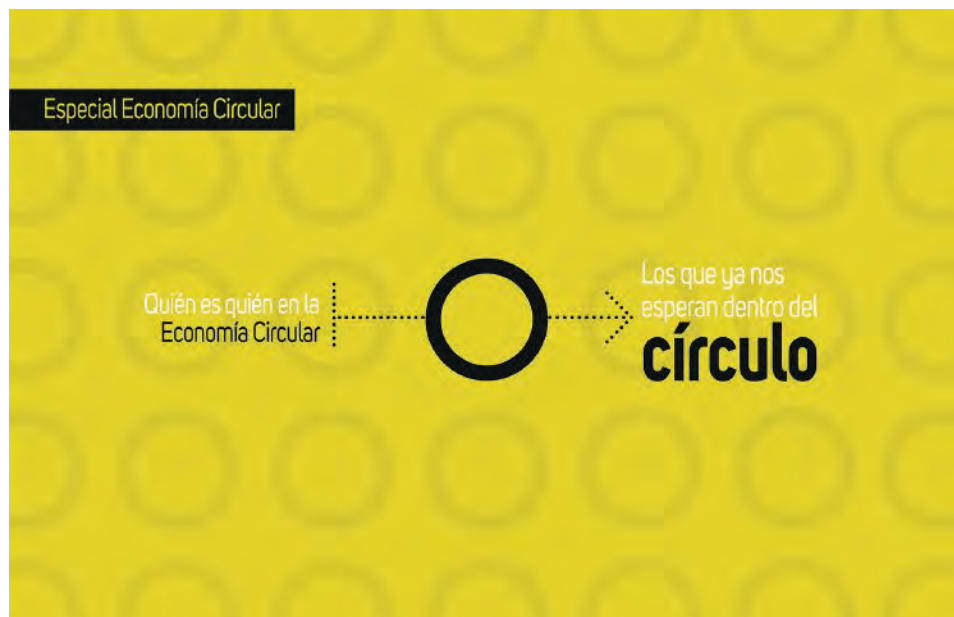 Especial Economía Circular
Quién es quién en la
Economía Circular
Los que ya nos
esperan dentro del
círculo